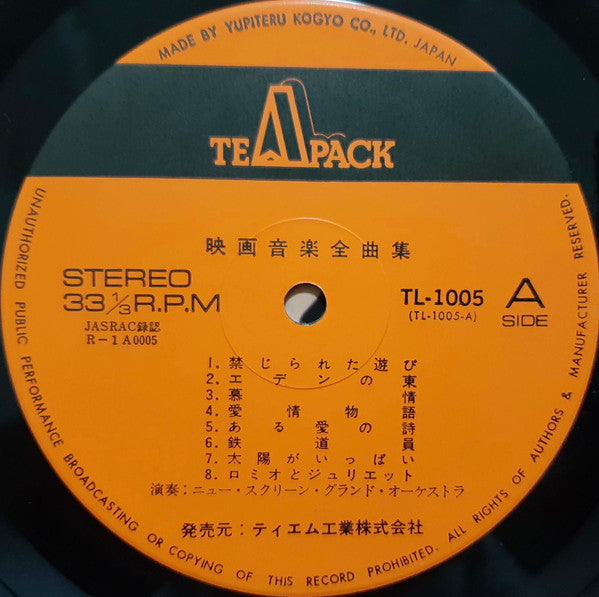 MADE BY YUPITERU KOGYO CO., LTD. JAPAN
TEAPACK
映画音楽全曲集
STEREO
33 1/3 R.P.M
JASRAC録認
R-1A0005
TL-1005
(TL-1005-A)
A
SIDE
1. 禁じられた遊び
2. エデンの東
3. 慕情
4. 愛情物語
5. ある愛の詩
6. 鉄道員
7. 太陽がいっぱい
8. ロミオとジュリエット
演奏:ニュー・スクリーン・グランド・オーケストラ
発売元:ティエム工業株式会社
UNAUTHORIZED PUBLIC PERFORMANCE BROADCASTING OR COPYING OF THIS RECORD PROHIBITED. ALL RIGHTS OF AUTHORS & MANUFACTURER RESERVED.